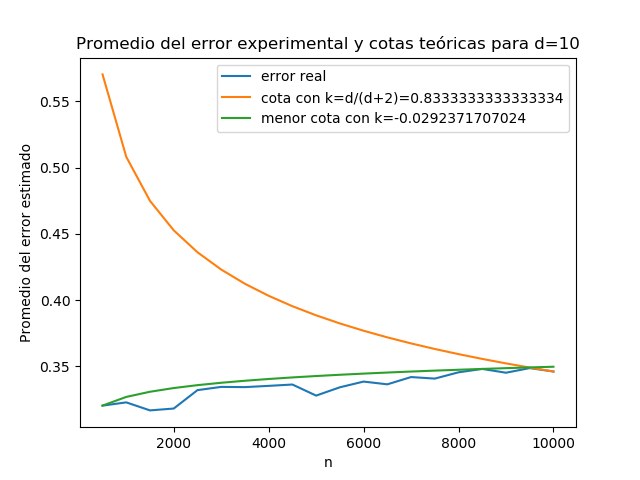 Promedio del error experimental y cotas teóricas para d=10
error real
cota con k=d/(d+2)=0.8333333333333334
menor cota con k=-0.0292371707024
Promedio del error estimado
0.55
0.50
0.45
0.40
0.35
2000
4000
6000
8000
10000
n